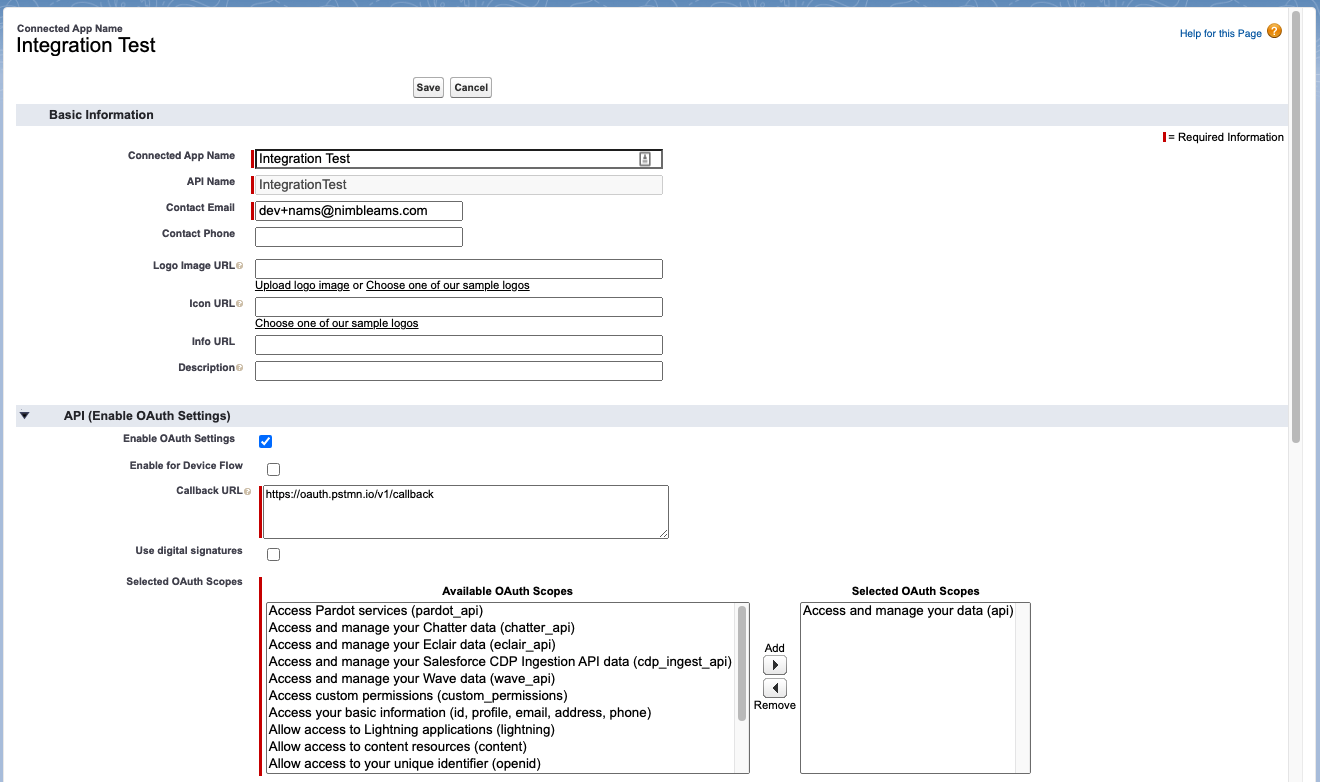 Connected App Name
Integration Test
Help for this Page ?
Save Cancel
Basic Information
= Required Information
Connected App Name Integration Test
API Name IntegrationTest
Contact Email dev+nams@nimbleams.com
Contact Phone
Logo Image URL
Upload logo image or Choose one of our sample logos
Icon URL
Choose one of our sample logos
Info URL
Description
API (Enable OAuth Settings)
Enable OAuth Settings
Enable for Device Flow
Callback URL https://oauth.pstmn.io/v1/callback
Use digital signatures
Selected OAuth Scopes
Available OAuth Scopes
Access Pardot services (pardot_api)
Access and manage your Chatter data (chatter_api)
Access and manage your Eclair data (eclair_api)
Access and manage your Salesforce CDP Ingestion API data (cdp_ingest_api)
Access and manage your Wave data (wave_api)
Access custom permissions (custom_permissions)
Access your basic information (id, profile, email, address, phone)
Allow access to Lightning applications (lightning)
Allow access to content resources (content)
Allow access to your unique identifier (openid)
Add
Remove
Selected OAuth Scopes
Access and manage your data (api)